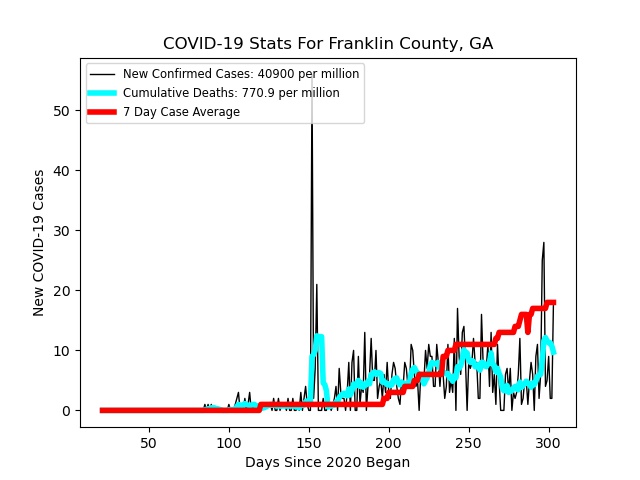 COVID-19 Stats For Franklin County, GA
New Confirmed Cases: 40900 per million
Cumulative Deaths: 770.9 per million
7 Day Case Average
New COVID-19 Cases
50
40
30
20
10
0
50 100 150 200 250 300
Days Since 2020 Began